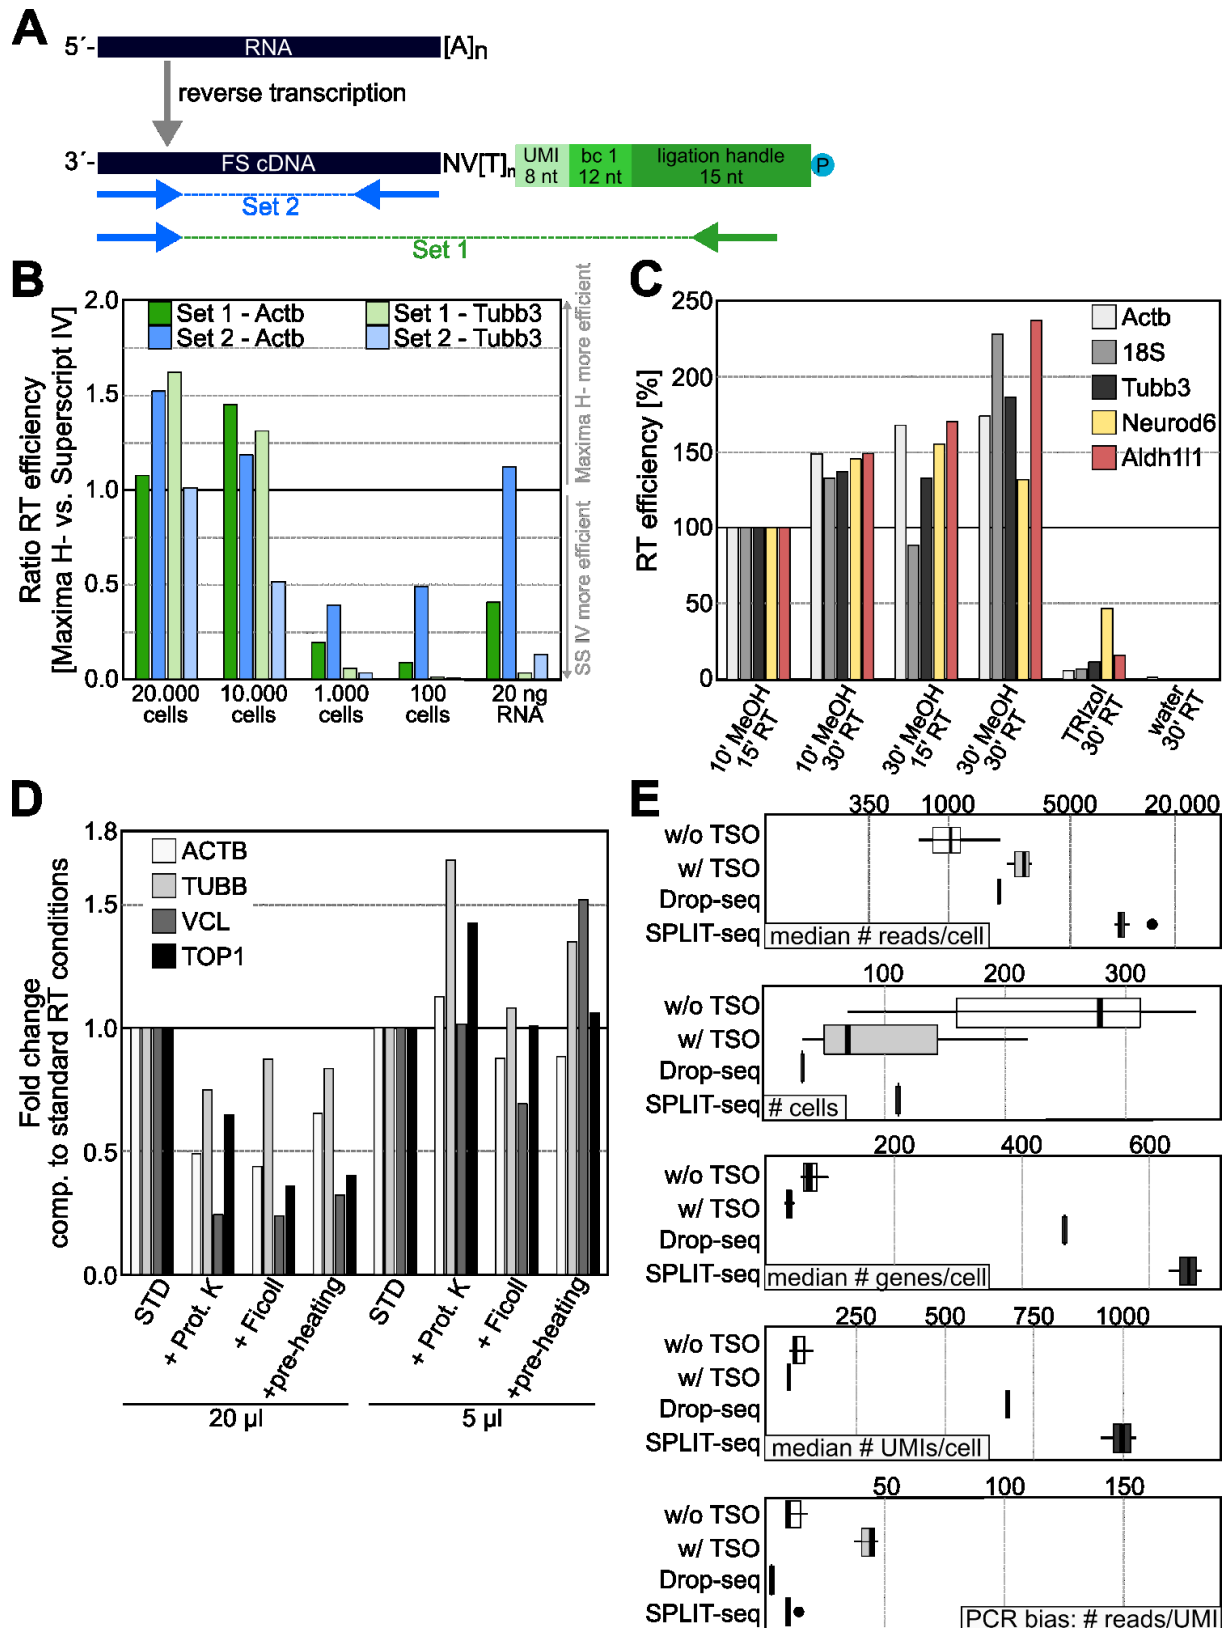 A
5´-
RNA
[A]n
reverse transcription
3´-
FS cDNA
NV[T]n
UMI
8 nt
bc 1
12 nt
ligation handle
15 nt
P
Set 2
Set 1
B
Ratio RT efficiency
[Maxima H- vs. Superscript IV]
2.0
1.5
1.0
0.5
0.0
Set 1 - Actb
Set 2 - Actb
Set 1 - Tubb3
Set 2 - Tubb3
SS IV more efficient
Maxima H- more efficient
20.000
cells
10.000
cells
1.000
cells
100
cells
20 ng
RNA
C
RT efficiency [%]
250
200
150
100
50
0
Actb
18S
Tubb3
Neurod6
Aldh1l1
10' MeOH
15' RT
10' MeOH
30' RT
30' MeOH
15' RT
30' MeOH
30' RT
TRIzol
30' RT
water
30' RT
D
Fold change
comp. to standard RT conditions
1.8
1.5
1.0
0.5
0.0
ACTB
TUBB
VCL
TOP1
STD
+ Prot. K
+ Ficoll
+pre-heating
STD
+ Prot. K
+ Ficoll
+pre-heating
20 µl
5 µl
E
350 1000 5000 20.000
w/o TSO
w/ TSO
Drop-seq
SPLIT-seq
median # reads/cell
100 200 300
w/o TSO
w/ TSO
Drop-seq
SPLIT-seq
# cells
200 400 600
w/o TSO
w/ TSO
Drop-seq
SPLIT-seq
median # genes/cell
250 500 750 1000
w/o TSO
w/ TSO
Drop-seq
SPLIT-seq
median # UMIs/cell
50 100 150
w/o TSO
w/ TSO
Drop-seq
SPLIT-seq
PCR bias: # reads/UMI